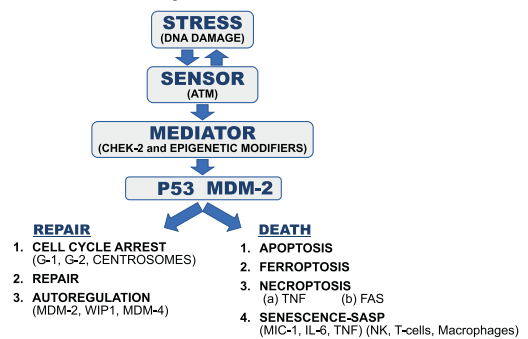 STRESS
(DNA DAMAGE)
SENSOR
(ATM)
MEDIATOR
(CHEK-2 and EPIGENETIC MODIFIERS)
P53 MDM-2
REPAIR
1. CELL CYCLE ARREST
(G-1, G-2, CENTROSOMES)
2. REPAIR
3. AUTOREGULATION
(MDM-2, WIP1, MDM-4)
DEATH
1. APOPTOSIS
2. FERROPTOSIS
3. NECROPTOSIS
(a) TNF (b) FAS
4. SENESCENCE-SASP
(MIC-1, IL-6, TNF) (NK, T-cells, Macrophages)